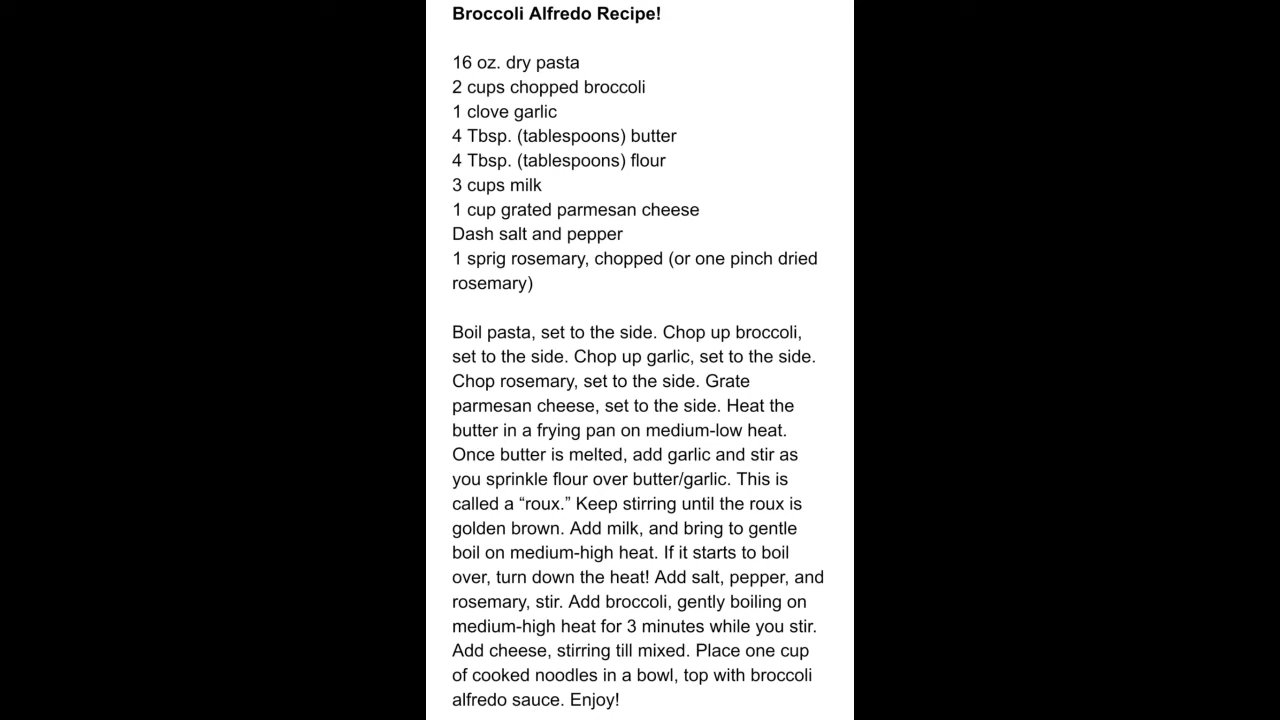 Broccoli Alfredo Recipe!
16 oz. dry pasta
2 cups chopped broccoli
1 clove garlic
4 Tbsp. (tablespoons) butter
4 Tbsp. (tablespoons) flour
3 cups milk
1 cup grated parmesan cheese
Dash salt and pepper
1 sprig rosemary, chopped (or one pinch dried
rosemary)
Boil pasta, set to the side. Chop up broccoli,
set to the side. Chop up garlic, set to the side.
Chop rosemary, set to the side. Grate
parmesan cheese, set to the side. Heat the
butter in a frying pan on medium-low heat.
Once butter is melted, add garlic and stir as
you sprinkle flour over butter/garlic. This is
called a “roux.” Keep stirring until the roux is
golden brown. Add milk, and bring to gentle
boil on medium-high heat. If it starts to boil
over, turn down the heat! Add salt, pepper, and
rosemary, stir. Add broccoli, gently boiling on
medium-high heat for 3 minutes while you stir.
Add cheese, stirring till mixed. Place one cup
of cooked noodles in a bowl, top with broccoli
alfredo sauce. Enjoy!